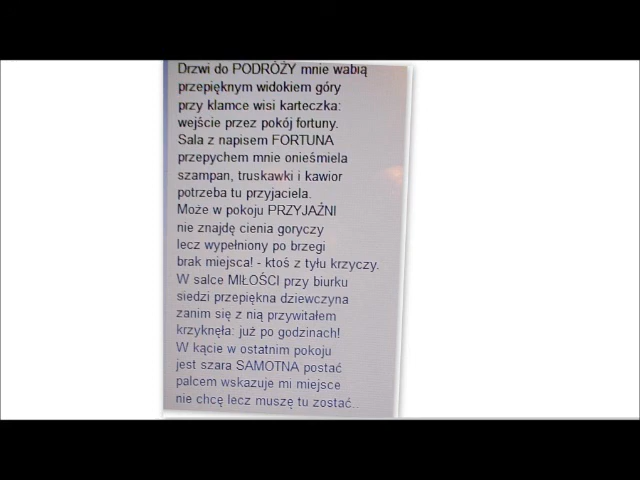 Drzwi do PODRÓŻY mnie wabią
przepięknym widokiem góry
przy klamce wisi karteczka:
wejście przez pokój fortuny.
Sala z napisem FORTUNA
przepychem mnie onieśmiela
szampan, truskawki i kawior
potrzeba tu przyjaciela.
Może w pokoju PRZYJAŹNI
nie znajdę cienia goryczy
lecz wypełniony po brzegi
brak miejsca! - ktoś z tyłu krzyczy.
W salce MIŁOŚCI przy biurku
siedzi przepiękna dziewczyna
zanim się z nią przywitałem
krzyknęła: już po godzinach!
W kącie w ostatnim pokoju
jest szara SAMOTNA postać
palcem wskazuje mi miejsce
nie chcę lecz muszę tu zostać..